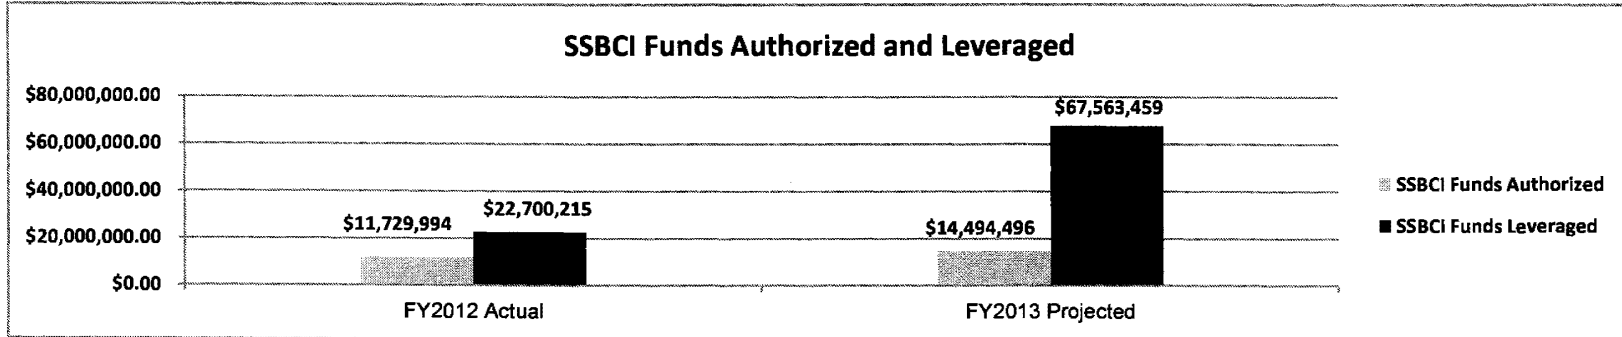 SSBCI Funds Authorized and Leveraged
$80,000,000.00
$60,000,000.00
$40,000,000.00
$20,000,000.00
$0.00
$11,729,994
$22,700,215
$14,494,496
$67,563,459
FY2012 Actual
FY2013 Projected
SSBCI Funds Authorized
SSBCI Funds Leveraged